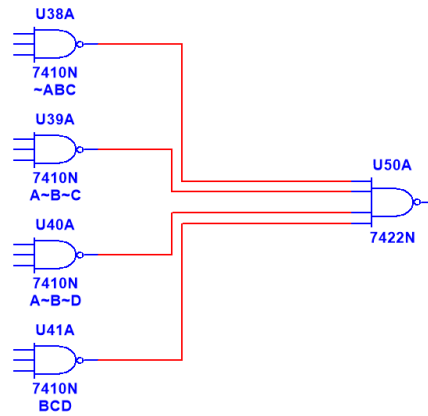 U38A
7410N
~ABC
U39A
7410N
A~B~C
U50A
7422N
U40A
7410N
A~B~D
U41A
7410N
BCD